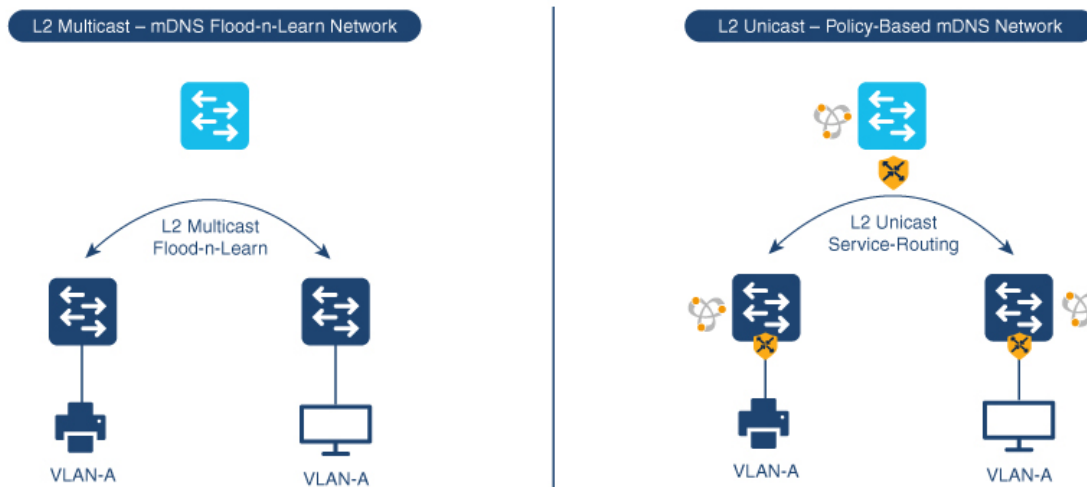 L2 Multicast – mDNS Flood-n-Learn Network
L2 Multicast
Flood-n-Learn
VLAN-A
VLAN-A
L2 Unicast – Policy-Based mDNS Network
L2 Unicast
Service-Routing
VLAN-A
VLAN-A